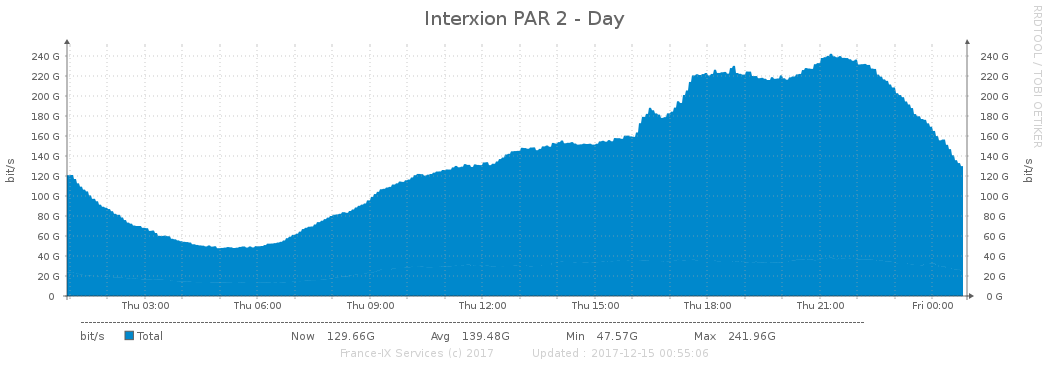 Interxion PAR 2 - Day
RRDTOOL / TOBI OETIKER
bit/s
240 G
220 G
200 G
180 G
160 G
140 G
120 G
100 G
80 G
60 G
40 G
20 G
0
240 G
220 G
200 G
180 G
160 G
140 G
120 G
100 G
80 G
60 G
40 G
20 G
0 G
bit/s
Thu 03:00 Thu 06:00 Thu 09:00 Thu 12:00 Thu 15:00 Thu 18:00 Thu 21:00 Fri 00:00
bit/s Total Now 129.66G Avg 139.48G Min 47.57G Max 241.96G
France-IX Services (c) 2017 Updated : 2017-12-15 00:55:06